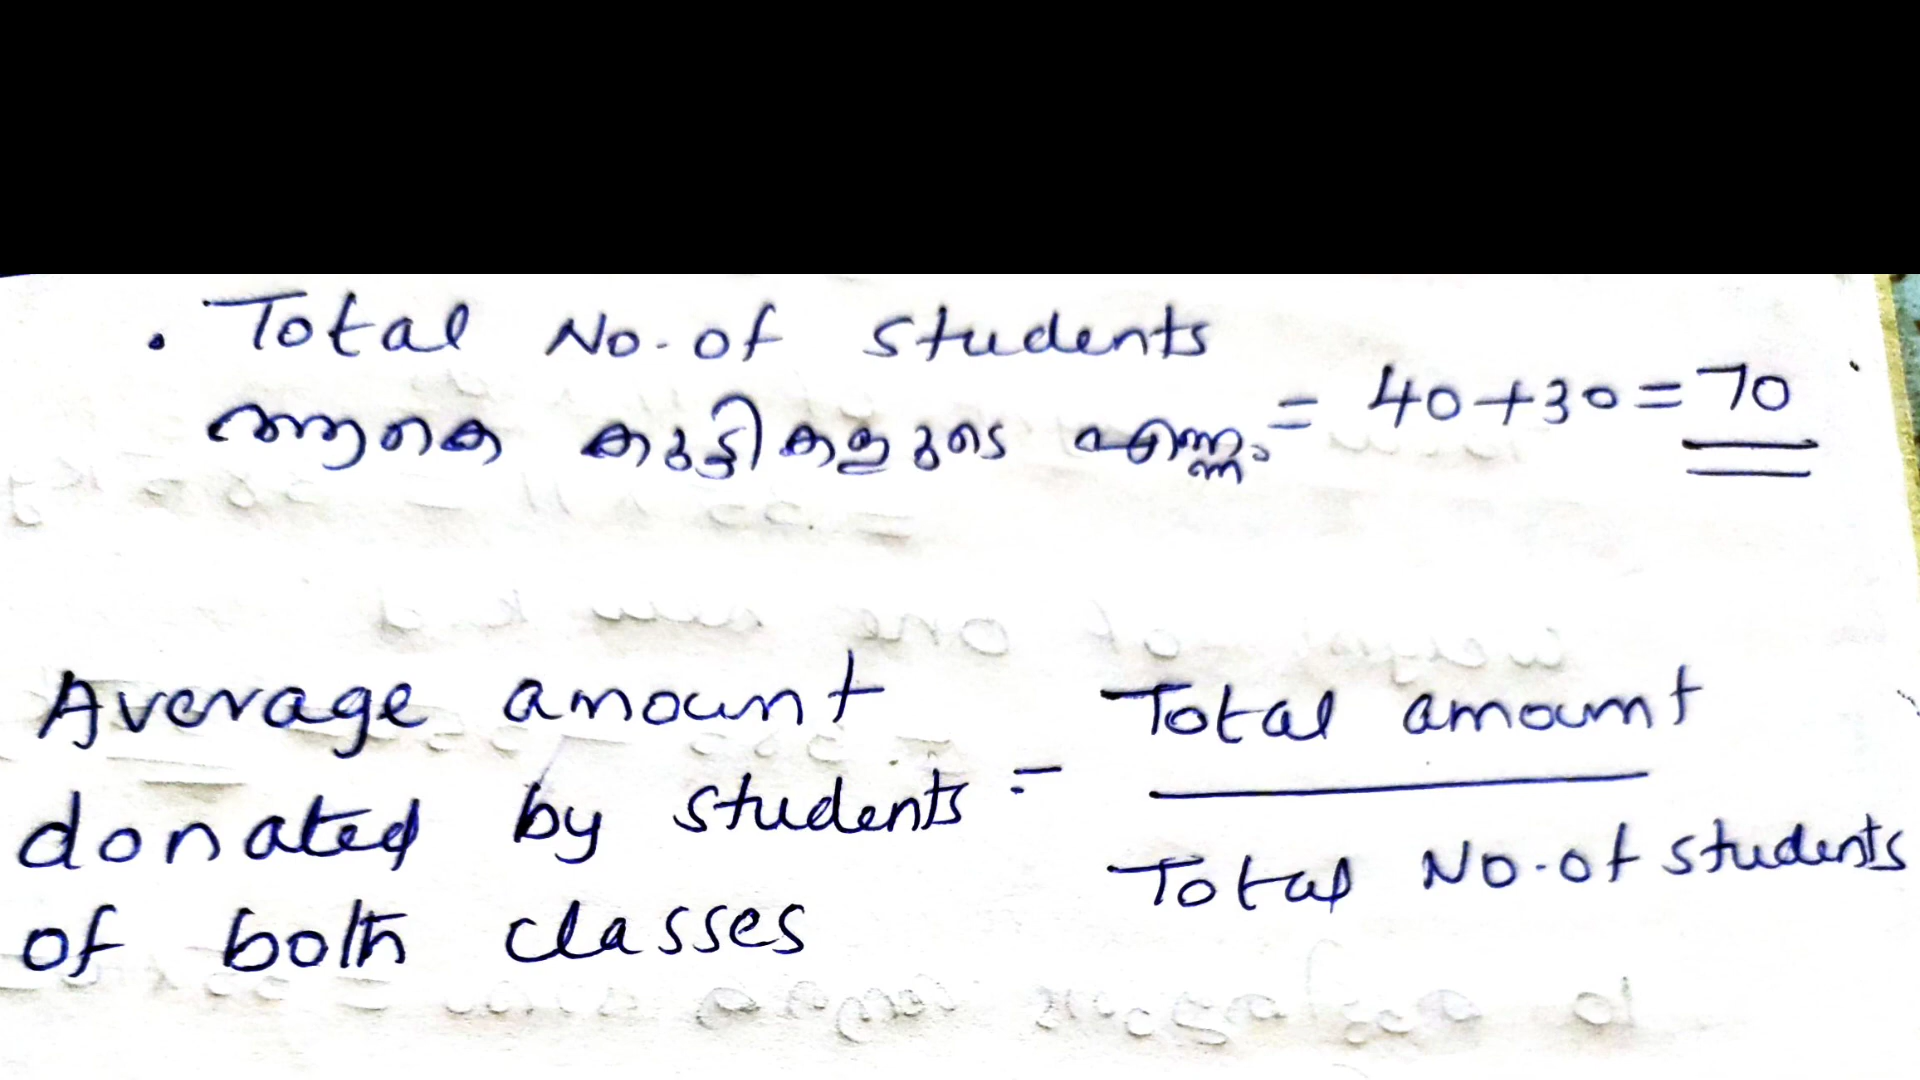 . Total No. of students
ആകെ കുട്ടികളുടെ എണ്ണം = 40+30 = 70
Average amount
donated by students = Total amount
of both classes
Total No. of students